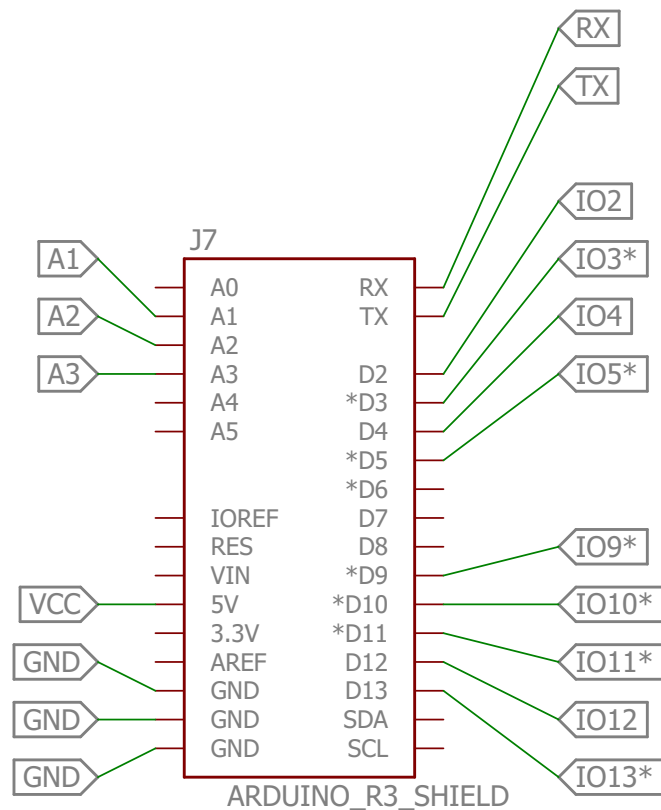 RX
TX
IO2
J7
A1
IO3*
A0
RX
A2
A1
TX
IO4
A2
A3
A3
D2
IO5*
A4
*D3
A5
D4
*D5
*D6
IOREF
D7
RES
D8
IO9*
VIN
*D9
VCC
5V
*D10
IO10*
3.3V
*D11
GND
AREF
D12
IO11*
GND
D13
GND
GND
SDA
IO12
GND
SCL
GND
IO13*
ARDUINO_R3_SHIELD